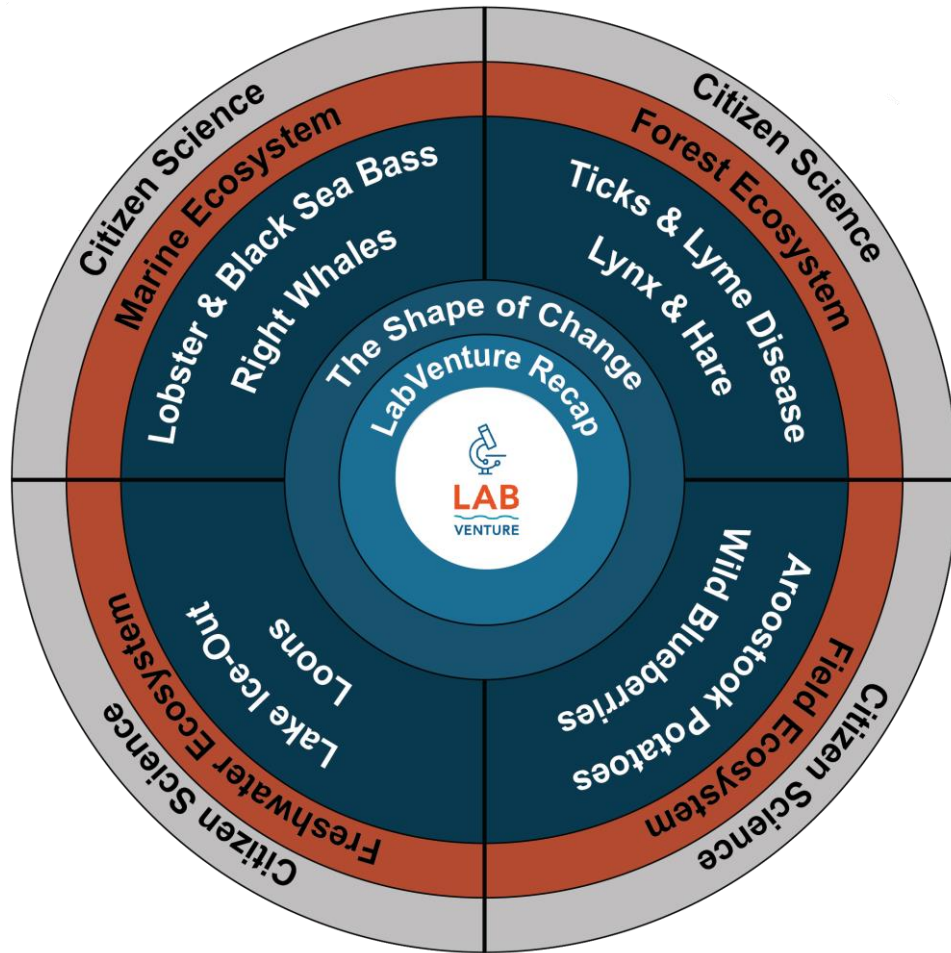 Citizen Science
Marine Ecosystem
Lobster & Black Sea Bass
Right Whales
Citizen Science
Forest Ecosystem
Ticks & Lyme Disease
Lynx & Hare
The Shape of Change
LabVenture Recap
LAB
VENTURE
Lake Ice-Out
Loons
Freshwater Ecosystem
Citizen Science
Aroostook Potatoes
Wild Blueberries
Field Ecosystem
Citizen Science